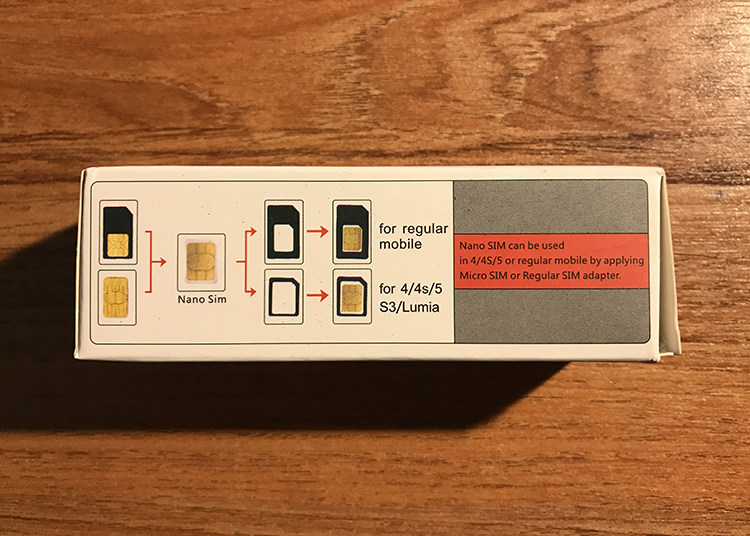 Nano Sim
for regular
mobile
for 4/4s/5
S3/Lumia
Nano SIM can be used
in 4/4S/5 or regular mobile by applying
Micro SIM or Regular SIM adapter.